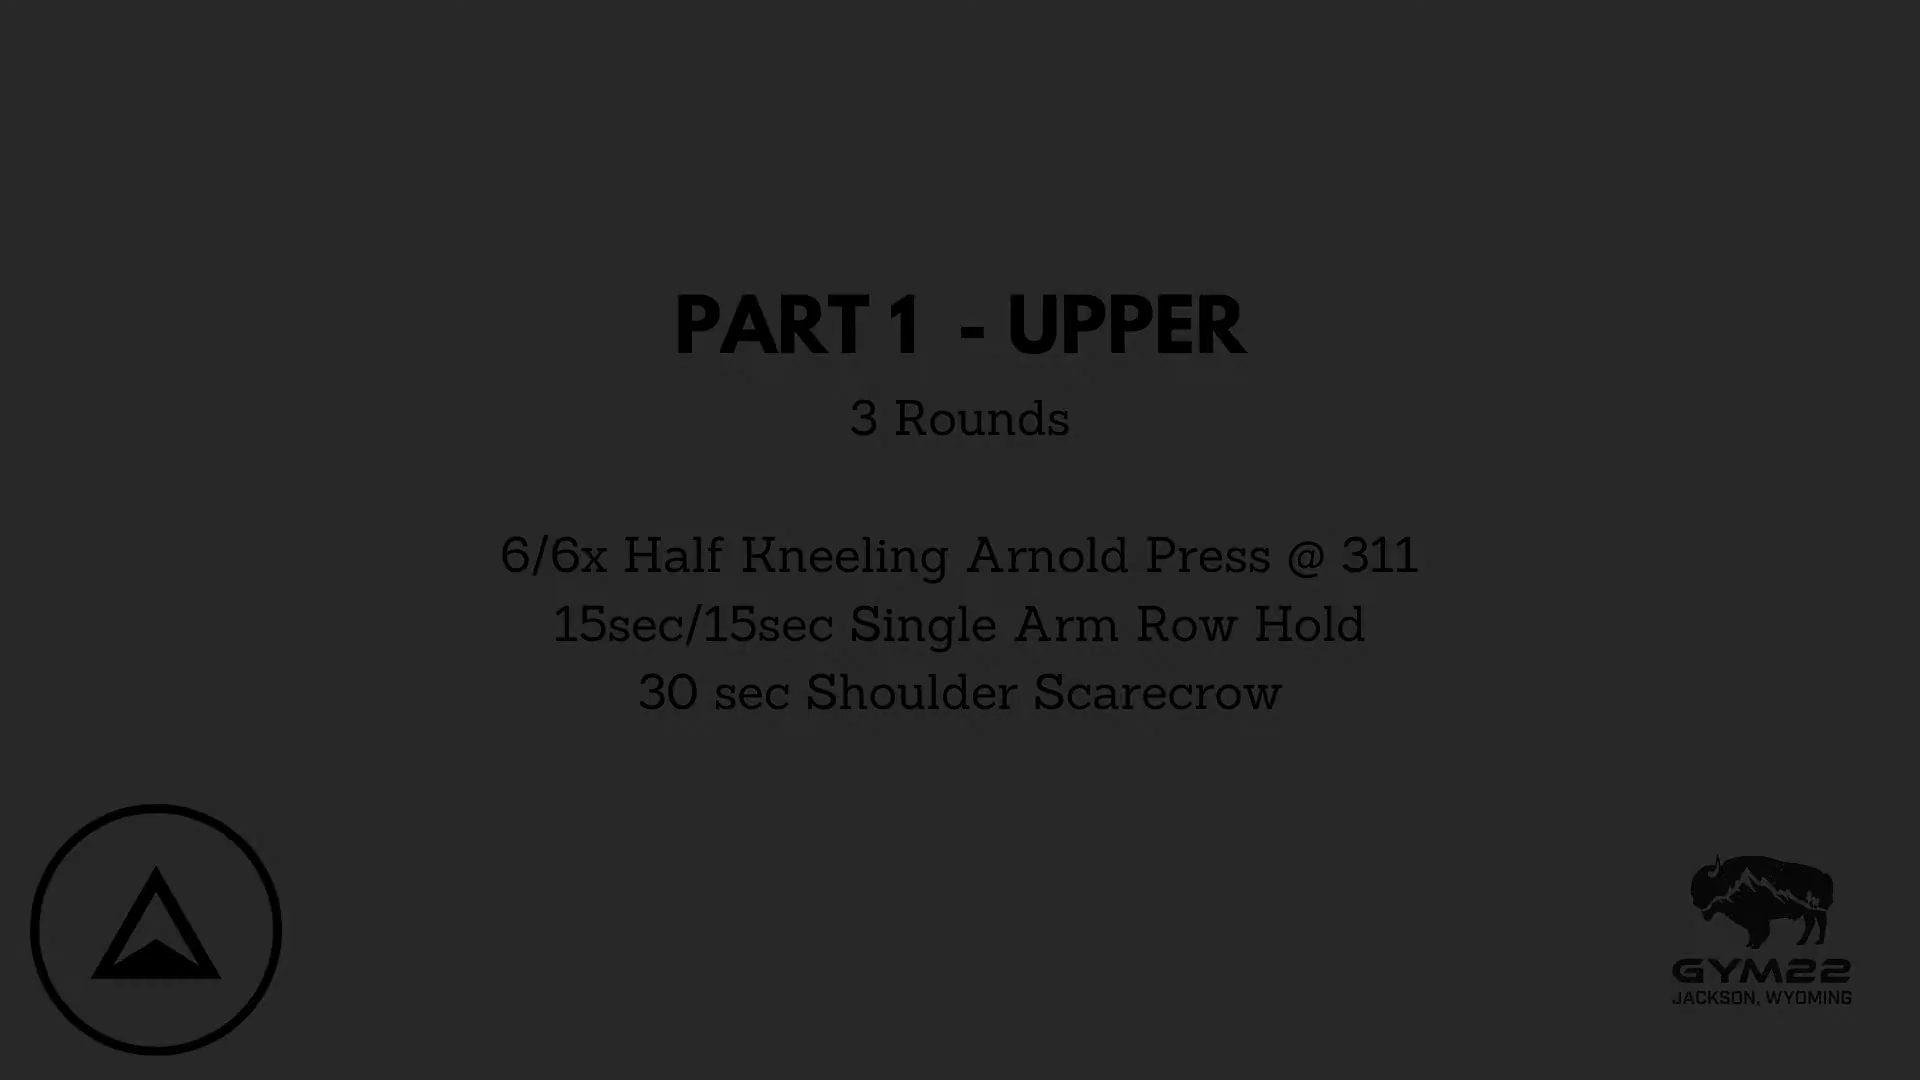 PART 1 - UPPER
3 Rounds
6/6x Half Kneeling Arnold Press @ 311
15sec/15sec Single Arm Row Hold
30 sec Shoulder Scarecrow
GYM22
JACKSON, WYOMING